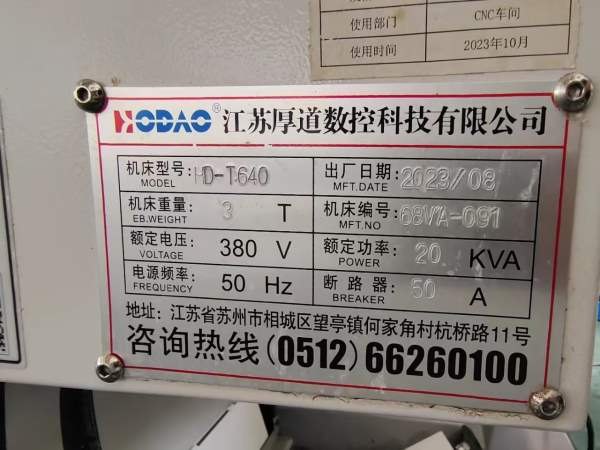 使用部门 CNC车间
使用时间 2023年10月
HODAO® 江苏厚道数控科技有限公司
机床型号: HD-T640 出厂日期: 2023/08
MODEL MFT.DATE
机床重量: 3 T 机床编号: 68VA-091
EB.WEIGHT MFT.NO
额定电压: 380 V 额定功率: 20 KVA
VOLTAGE POWER
电源频率: 50 Hz 断路器: 50 A
FREQUENCY BREAKER
地址: 江苏省苏州市相城区望亭镇何家角村杭桥路11号
咨询热线(0512)66260100